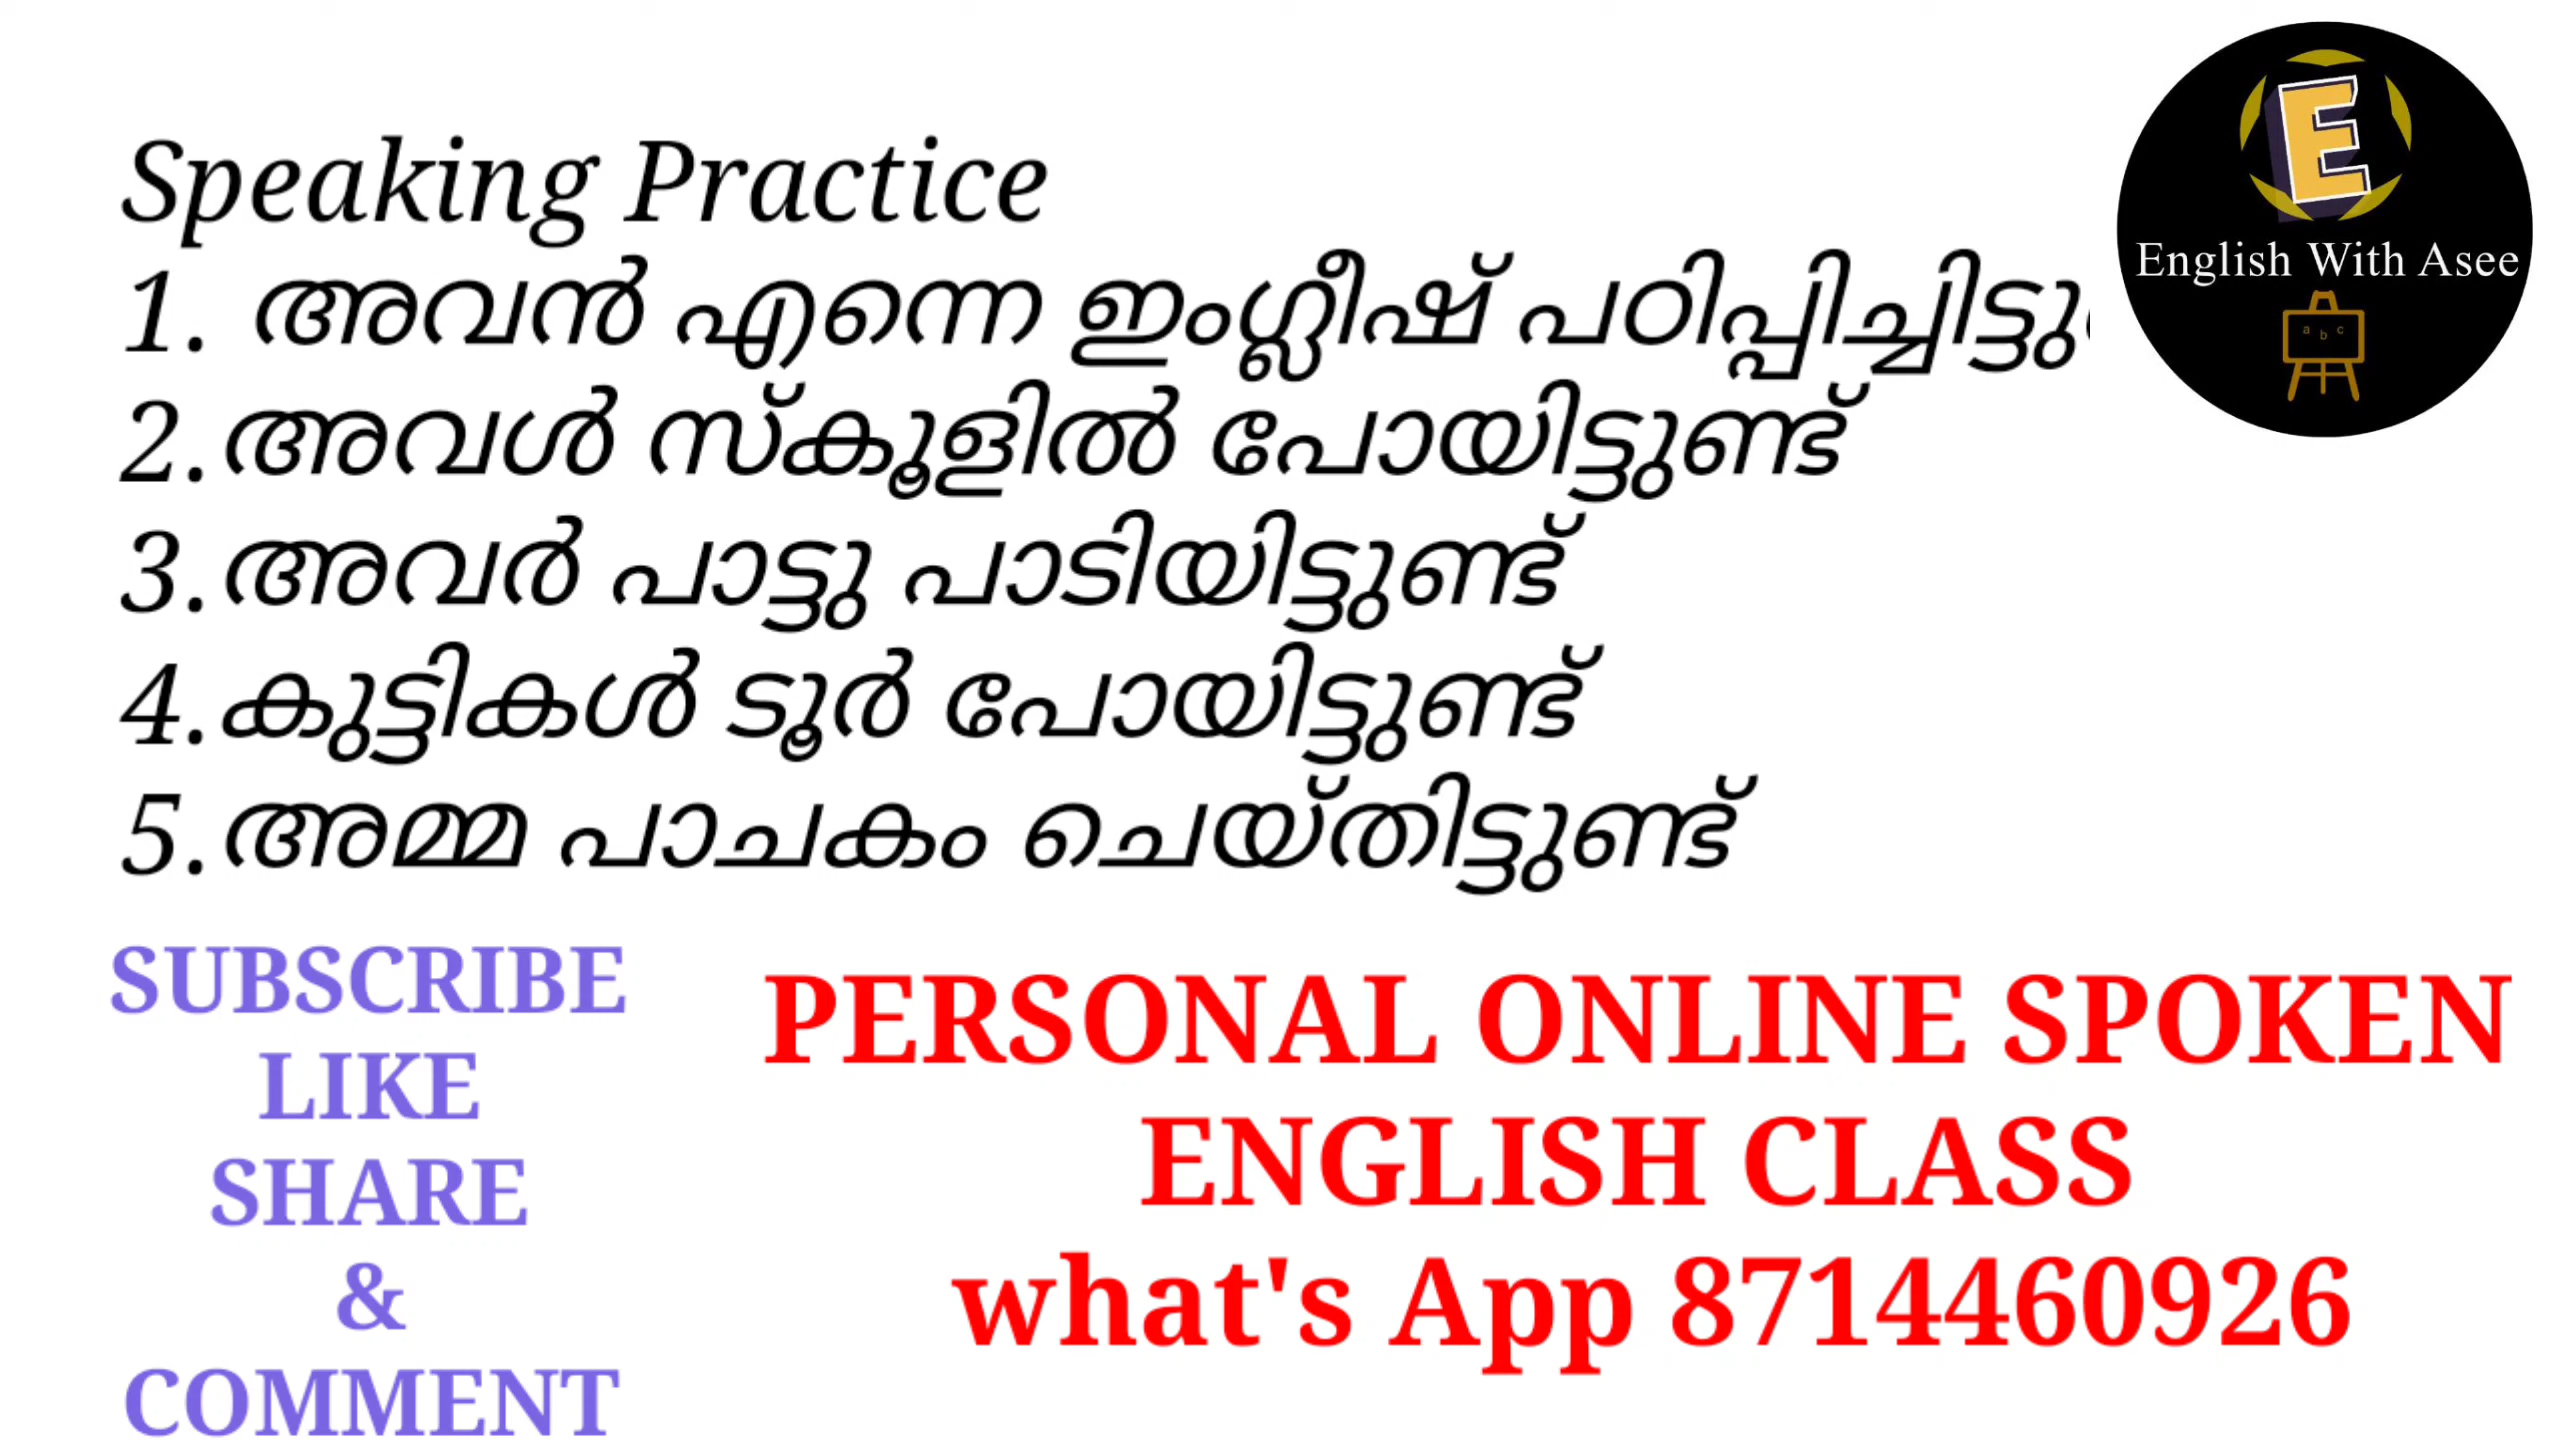 Speaking Practice
1. അവൻ എന്നെ ഇംഗ്ലീഷ് പഠിപ്പിച്ചിട്ടു
2.അവൾ സ്കൂളിൽ പോയിട്ടുണ്ട്
3.അവർ പാട്ടു പാടിയിട്ടുണ്ട്
4.കുട്ടികൾ ടൂർ പോയിട്ടുണ്ട്
5.അമ്മ പാചകം ചെയ്തിട്ടുണ്ട്
E
English With Asee
a b c
SUBSCRIBE
LIKE
SHARE
&
COMMENT
PERSONAL ONLINE SPOKEN
ENGLISH CLASS
what's App 8714460926